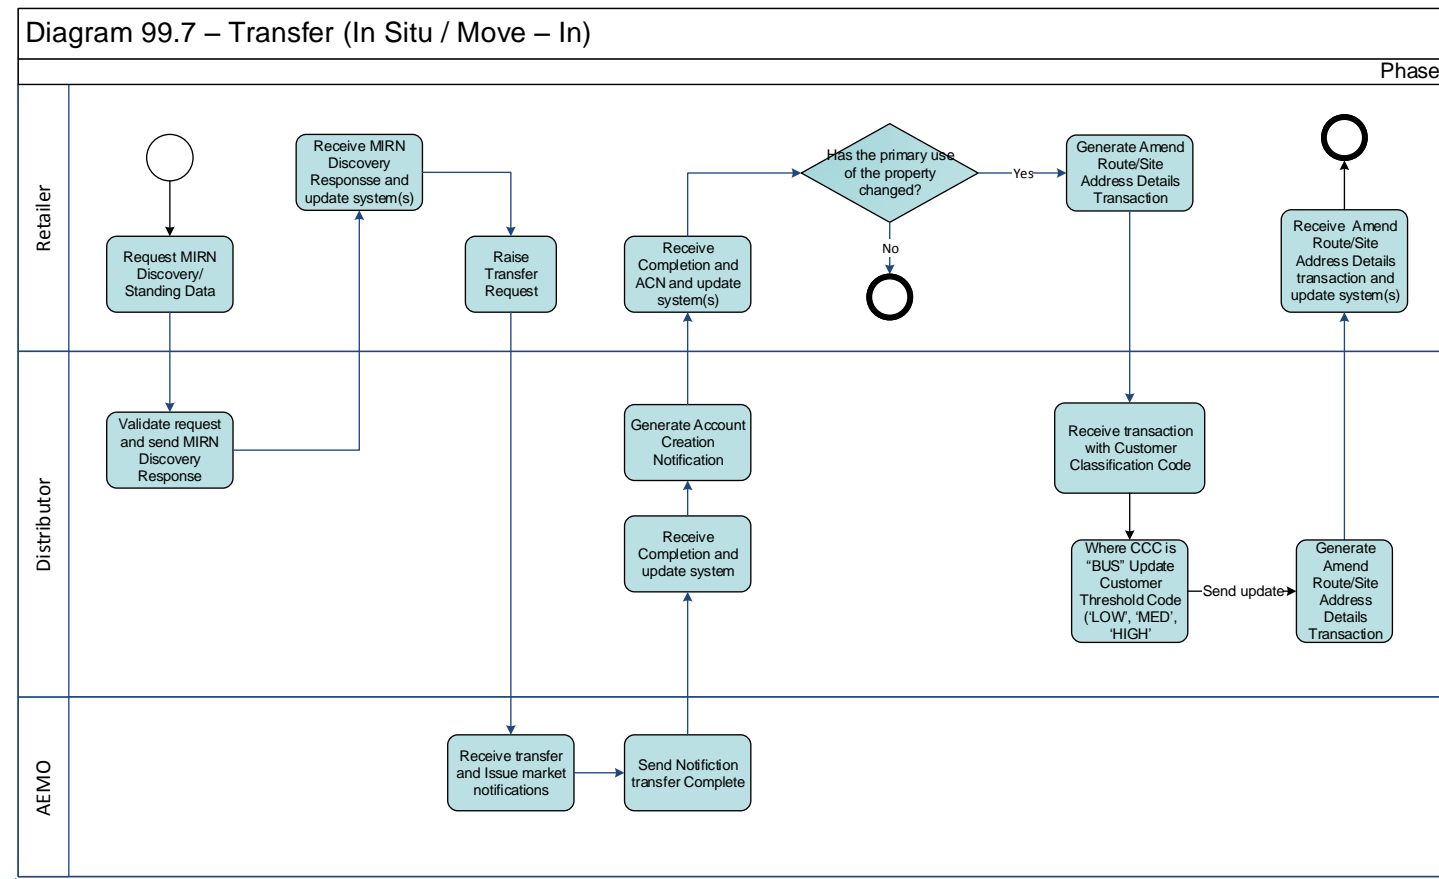 Diagram 99.7 – Transfer (In Situ / Move – In)
Phase
Retailer
Request MIRN
Discovery/
Standing Data
Receive MIRN
Discovery
Responsse and
update system(s)
Raise
Transfer
Request
Receive
Completion and
ACN and update
system(s)
Has the primary use
of the property
changed?
Yes
No
Generate Amend
Route/Site
Address Details
Transaction
Receive Amend
Route/Site
Address Details
transaction and
update system(s)
Distributor
Validate request
and send MIRN
Discovery
Response
Generate Account
Creation
Notification
Receive
Completion and
update system
Receive transaction
with Customer
Classification Code
Where CCC is
“BUS” Update
Customer
Threshold Code
(‘LOW’, ‘MED’,
‘HIGH’
Send update
Generate
Amend
Route/Site
Address
Details
Transaction
AEMO
Receive transfer
and Issue market
notifications
Send Notifiction
transfer Complete